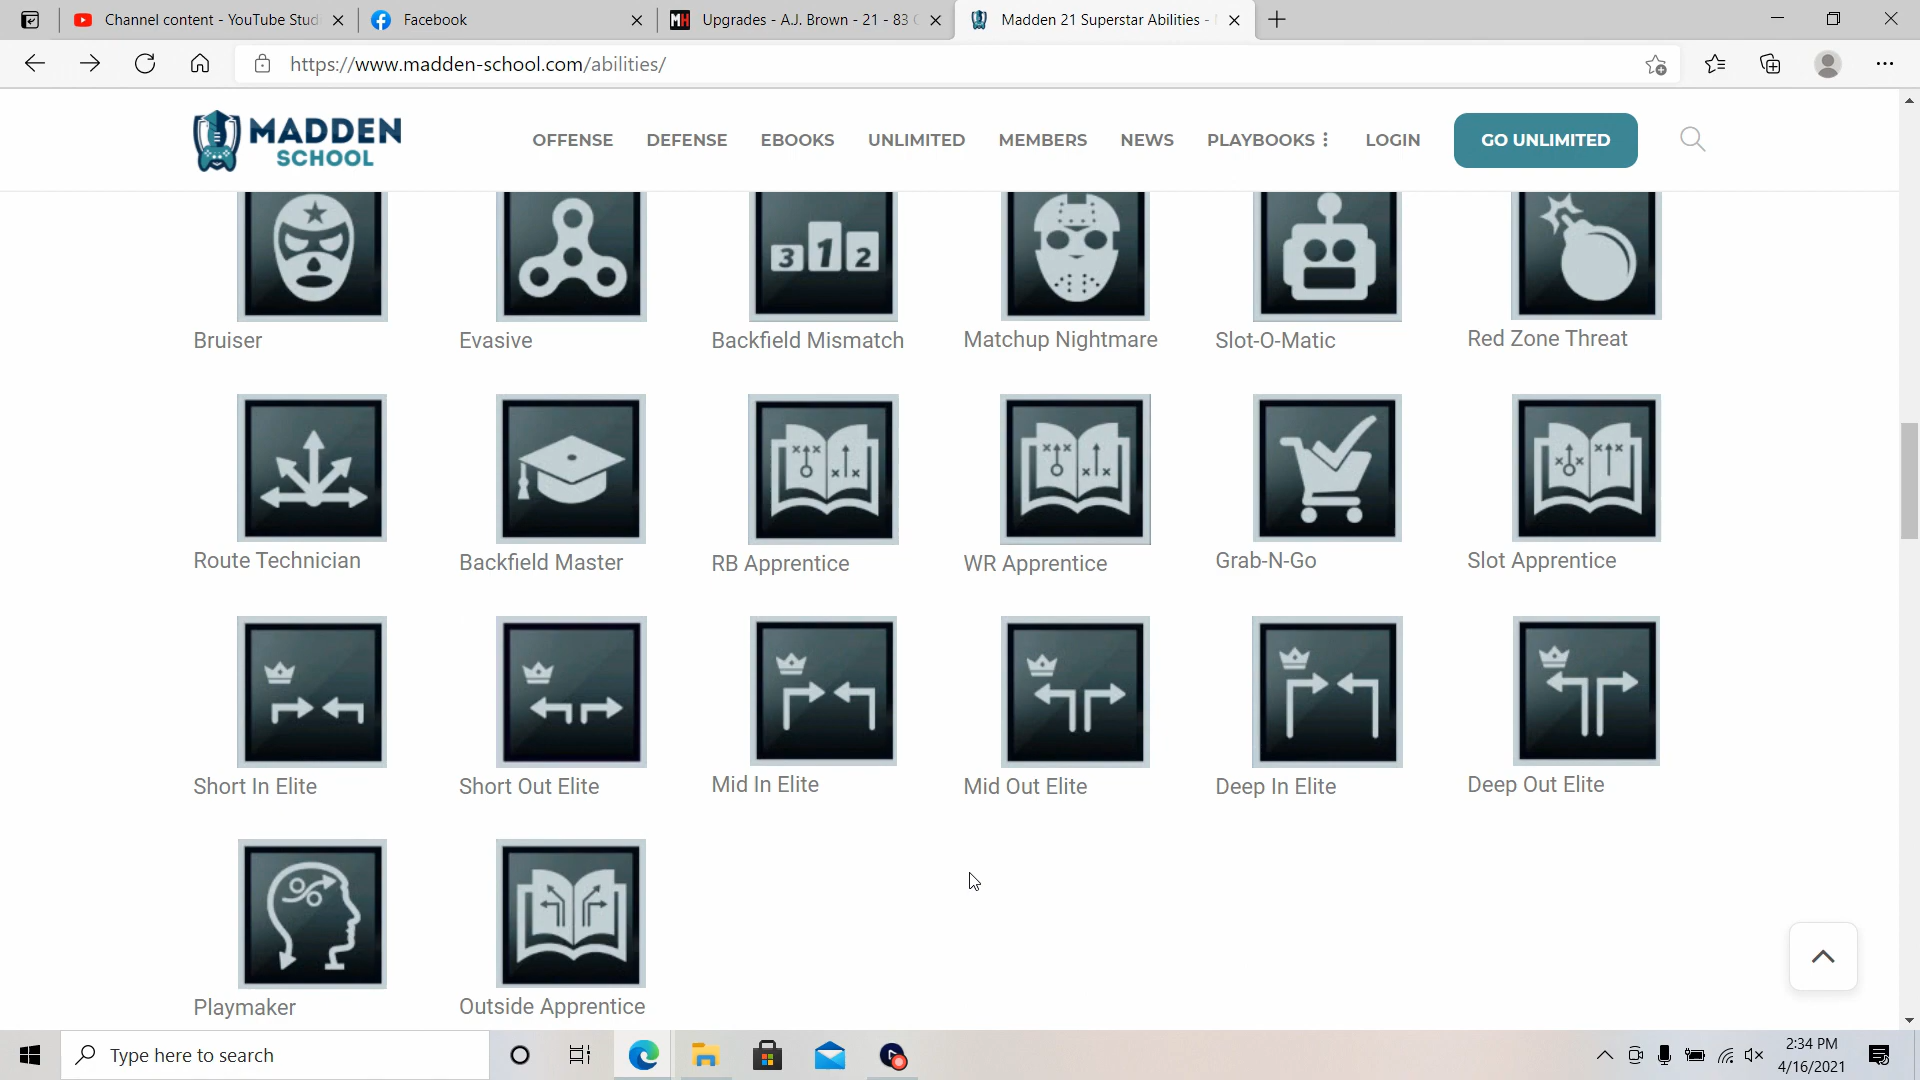 Channel content - YouTube Stud
Facebook
MH
Upgrades - A.J. Brown - 21 - 83
Madden 21 Superstar Abilities -
https://www.madden-school.com/abilities/
MADDEN
SCHOOL
OFFENSE
DEFENSE
EBOOKS
UNLIMITED
MEMBERS
NEWS
PLAYBOOKS
LOGIN
GO UNLIMITED
3 1 2
Bruiser
Evasive
Backfield Mismatch
Matchup Nightmare
Slot-O-Matic
Red Zone Threat
Route Technician
Backfield Master
RB Apprentice
WR Apprentice
Grab-N-Go
Slot Apprentice
Short In Elite
Short Out Elite
Mid In Elite
Mid Out Elite
Deep In Elite
Deep Out Elite
Playmaker
Outside Apprentice
Type here to search
2:34 PM
4/16/2021